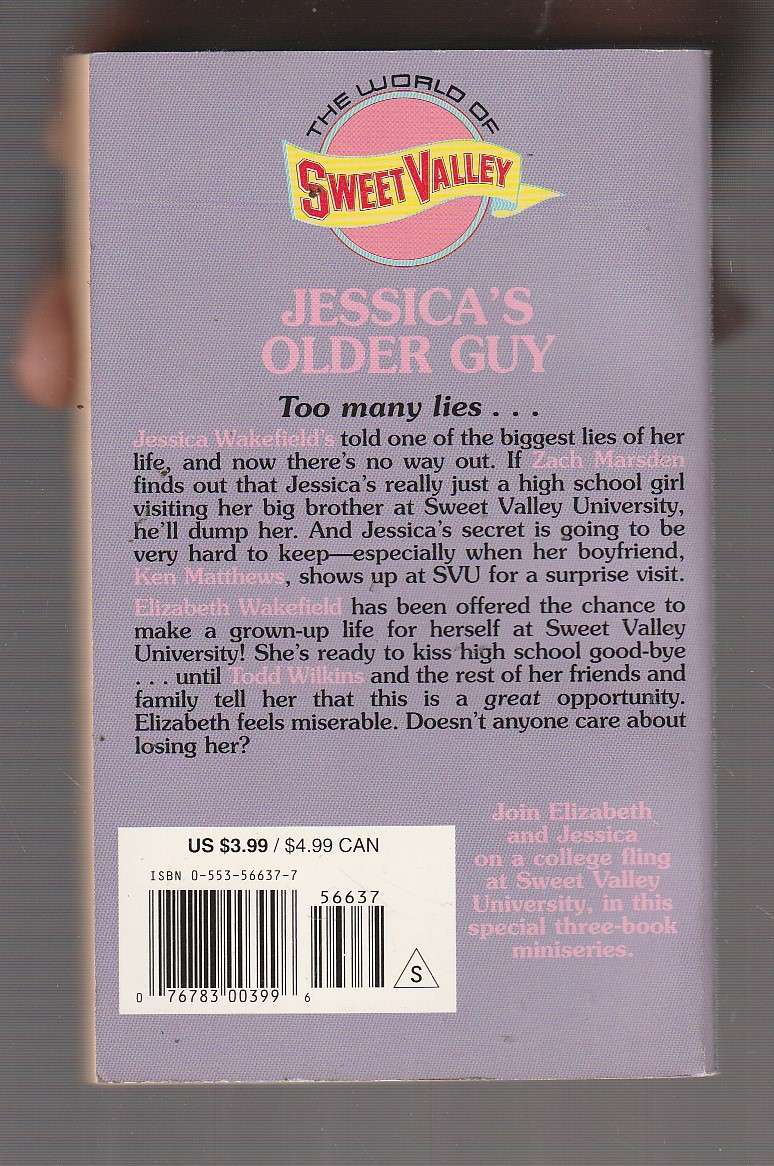 THE WORLD OF
SWEET VALLEY
JESSICA'S
OLDER GUY
Too many lies . . .
Jessica Wakefield's told one of the biggest lies of her
life, and now there's no way out. If Zach Marsden
finds out that Jessica's really just a high school girl
visiting her big brother at Sweet Valley University,
he'll dump her. And Jessica's secret is going to be
very hard to keep—especially when her boyfriend,
Ken Matthews, shows up at SVU for a surprise visit.
Elizabeth Wakefield has been offered the chance to
make a grown-up life for herself at Sweet Valley
University! She's ready to kiss high school good-bye
. . . until Todd Wilkins and the rest of her friends and
family tell her that this is a great opportunity.
Elizabeth feels miserable. Doesn't anyone care about
losing her?
Join Elizabeth
and Jessica
on a college fling
at Sweet Valley
University, in this
special three-book
miniseries.
US $3.99 / $4.99 CAN
ISBN 0-553-56637-7
56637
S
0 76783 00399 6